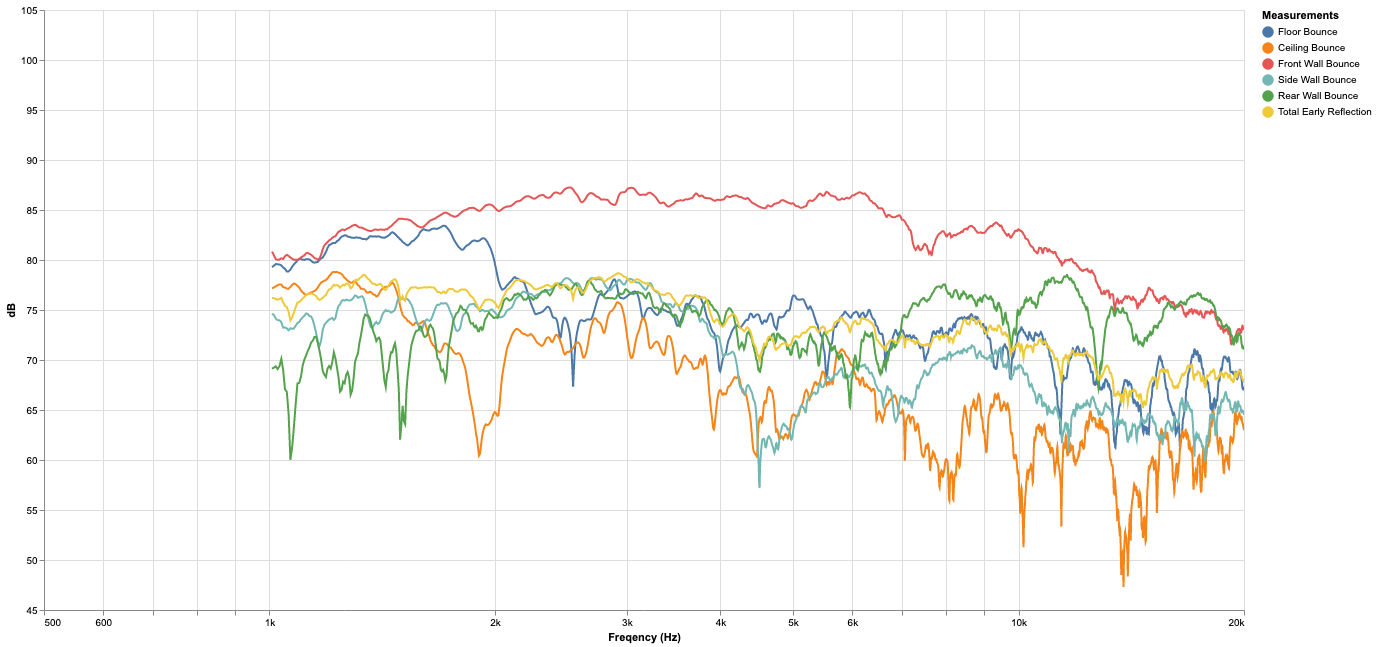 105
100
95
90
85
80
75
70
65
60
55
50
45
dB
500 600 1k 2k 3k 4k 5k 6k 10k 20k
Freqency (Hz)
Measurements
Floor Bounce
Ceiling Bounce
Front Wall Bounce
Side Wall Bounce
Rear Wall Bounce
Total Early Reflection